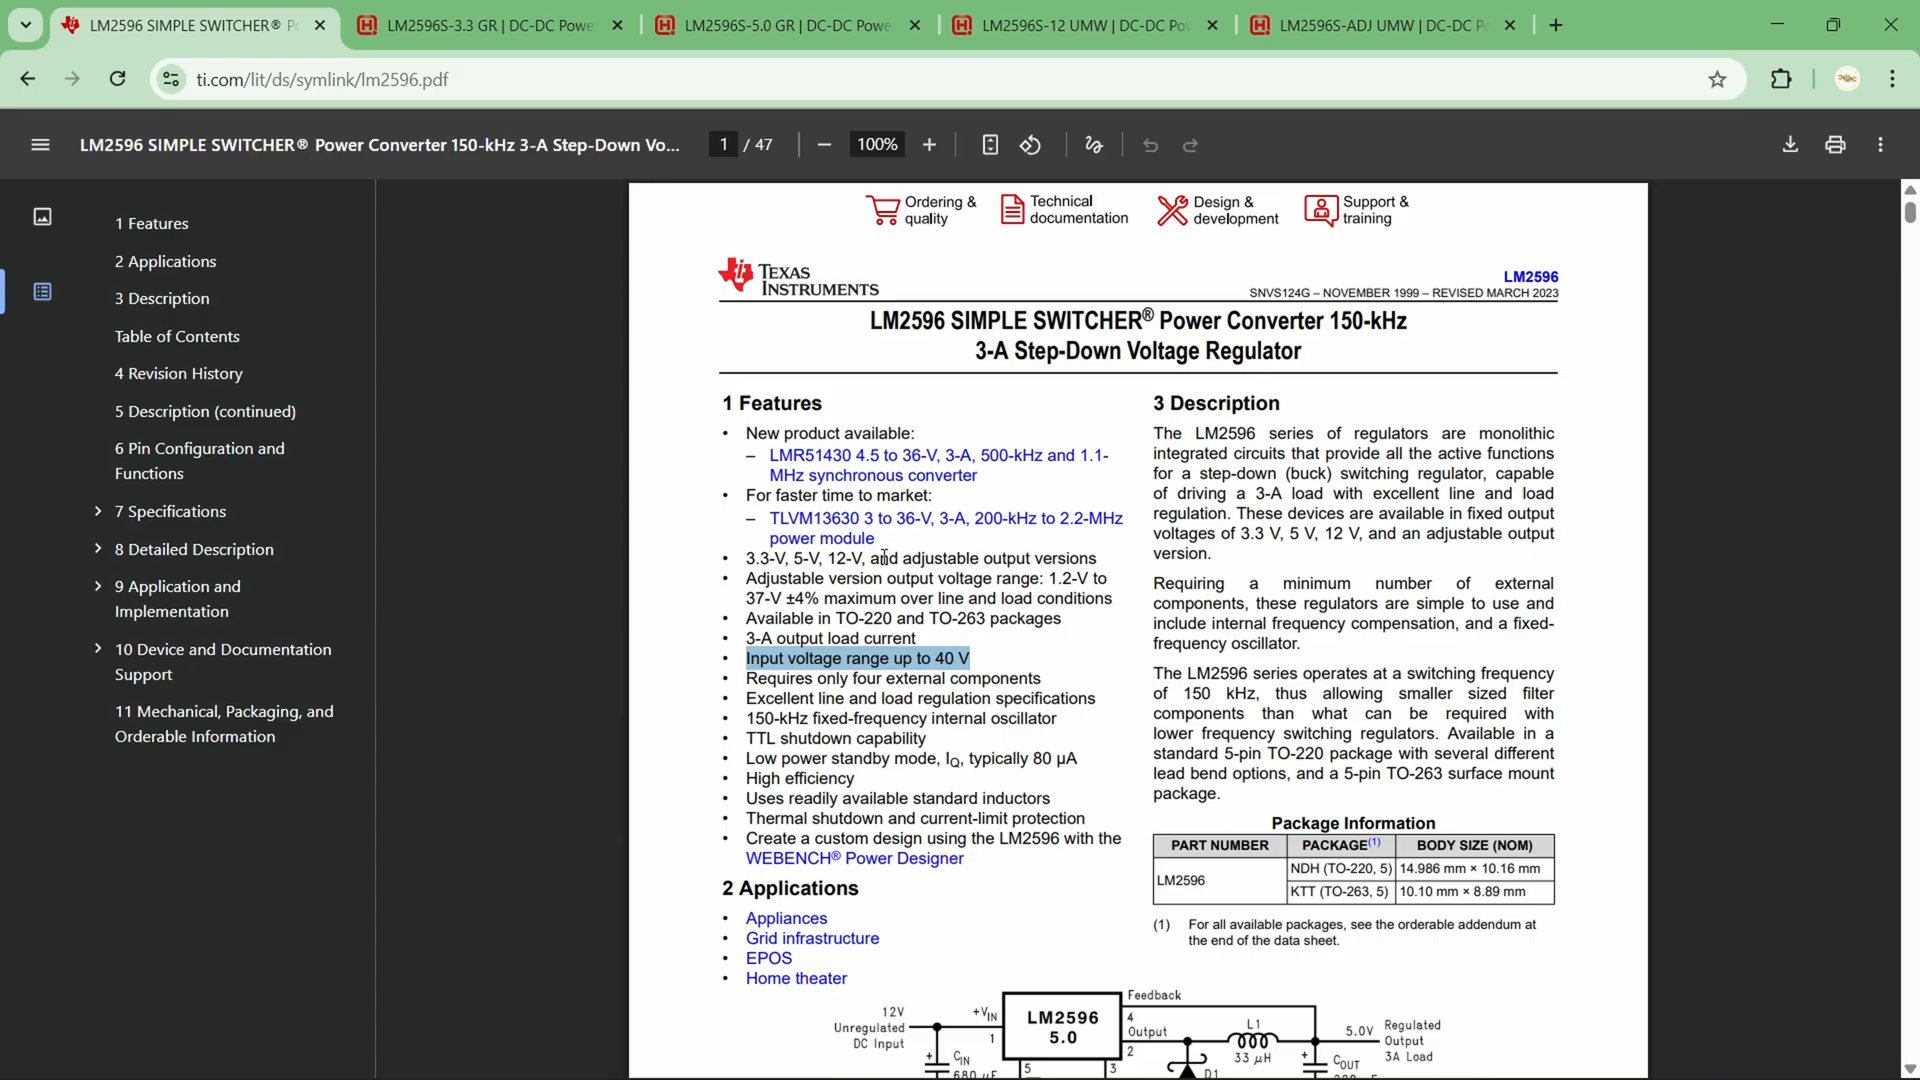 LM2596 SIMPLE SWITCHER® P
LM2596S-3.3 GR | DC-DC Powe
LM2596S-5.0 GR | DC-DC Powe
LM2596S-12 UMW | DC-DC Po
LM2596S-ADJ UMW | DC-DC P
ti.com/lit/ds/symlink/lm2596.pdf
LM2596 SIMPLE SWITCHER® Power Converter 150-kHz 3-A Step-Down Vo...
1 / 47
100%
1 Features
2 Applications
3 Description
Table of Contents
4 Revision History
5 Description (continued)
6 Pin Configuration and
Functions
7 Specifications
8 Detailed Description
9 Application and
Implementation
10 Device and Documentation
Support
11 Mechanical, Packaging, and
Orderable Information
Ordering &
quality
Technical
documentation
Design &
development
Support &
training
TEXAS
INSTRUMENTS
LM2596
SNVS124G – NOVEMBER 1999 – REVISED MARCH 2023
LM2596 SIMPLE SWITCHER® Power Converter 150-kHz
3-A Step-Down Voltage Regulator
1 Features
• New product available:
– LMR51430 4.5 to 36-V, 3-A, 500-kHz and 1.1-
MHz synchronous converter
• For faster time to market:
– TLVM13630 3 to 36-V, 3-A, 200-kHz to 2.2-MHz
power module
• 3.3-V, 5-V, 12-V, and adjustable output versions
• Adjustable version output voltage range: 1.2-V to
37-V ±4% maximum over line and load conditions
• Available in TO-220 and TO-263 packages
• 3-A output load current
• Input voltage range up to 40 V
• Requires only four external components
• Excellent line and load regulation specifications
• 150-kHz fixed-frequency internal oscillator
• TTL shutdown capability
• Low power standby mode, IQ, typically 80 μA
• High efficiency
• Uses readily available standard inductors
• Thermal shutdown and current-limit protection
• Create a custom design using the LM2596 with the
WEBENCH® Power Designer
2 Applications
• Appliances
• Grid infrastructure
• EPOS
• Home theater
3 Description
The LM2596 series of regulators are monolithic
integrated circuits that provide all the active functions
for a step-down (buck) switching regulator, capable
of driving a 3-A load with excellent line and load
regulation. These devices are available in fixed output
voltages of 3.3 V, 5 V, 12 V, and an adjustable output
version.
Requiring a minimum number of external
components, these regulators are simple to use and
include internal frequency compensation, and a fixed-
frequency oscillator.
The LM2596 series operates at a switching frequency
of 150 kHz, thus allowing smaller sized filter
components than what can be required with
lower frequency switching regulators. Available in a
standard 5-pin TO-220 package with several different
lead bend options, and a 5-pin TO-263 surface mount
package.
Package Information
PART NUMBER PACKAGE(1) BODY SIZE (NOM)
LM2596
NDH (TO-220, 5) 14.986 mm × 10.16 mm
KTT (TO-263, 5) 10.10 mm × 8.89 mm
(1) For all available packages, see the orderable addendum at
the end of the data sheet.
12V
Unregulated
DC Input
+VIN
1
CIN
LM2596
5.0
5
3
Feedback
4
Output
2
D1
L1
33 μH
5.0V
Regulated
Output
3A Load
COUT